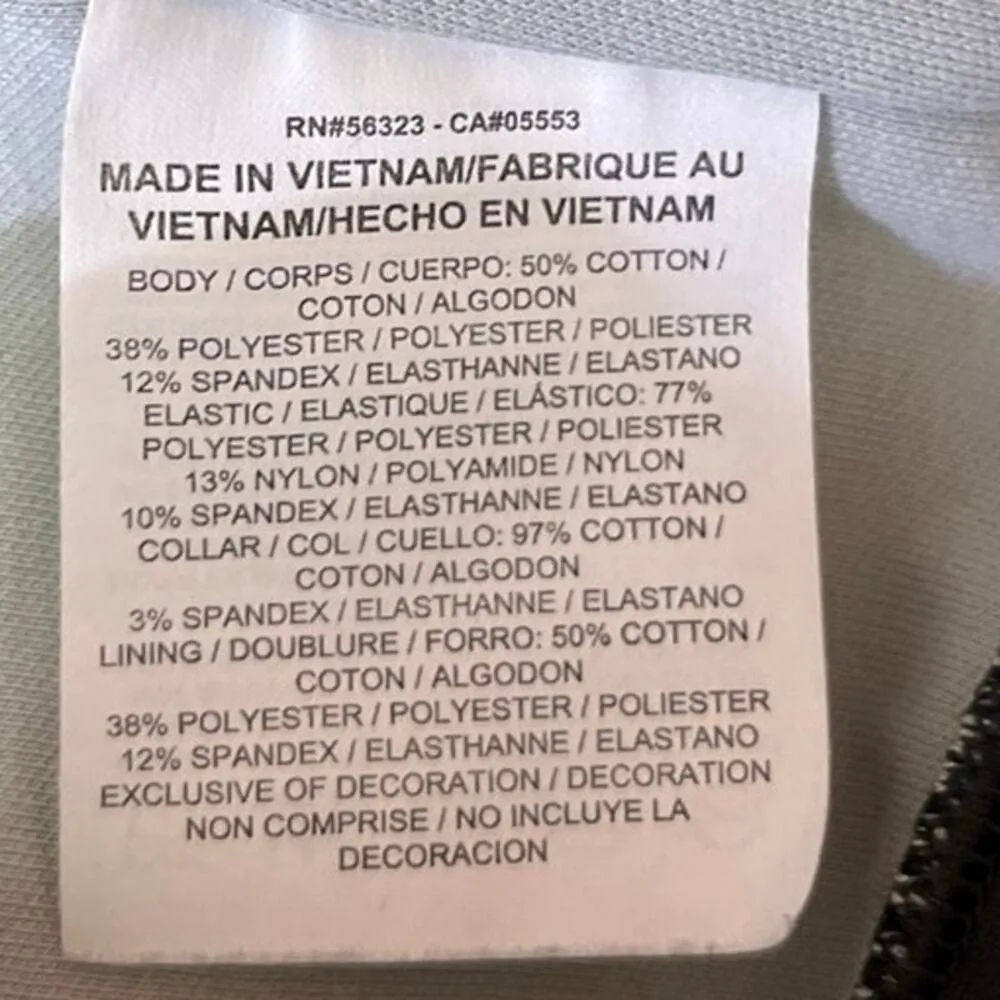 RN#56323 - CA#05553
MADE IN VIETNAM/FABRIQUE AU
VIETNAM/HECHO EN VIETNAM
BODY / CORPS / CUERPO: 50% COTTON /
COTON / ALGODON
38% POLYESTER / POLYESTER / POLIESTER
12% SPANDEX / ELASTHANNE / ELASTANO
ELASTIC / ELASTIQUE / ELÁSTICO: 77%
POLYESTER / POLYESTER / POLIESTER
13% NYLON / POLYAMIDE / NYLON
10% SPANDEX / ELASTHANNE / ELASTANO
COLLAR / COL / CUELLO: 97% COTTON /
COTON / ALGODON
3% SPANDEX / ELASTHANNE / ELASTANO
LINING / DOUBLURE / FORRO: 50% COTTON /
COTON / ALGODON
38% POLYESTER / POLYESTER / POLIESTER
12% SPANDEX / ELASTHANNE / ELASTANO
EXCLUSIVE OF DECORATION / DECORATION
NON COMPRISE / NO INCLUYE LA
DECORACION